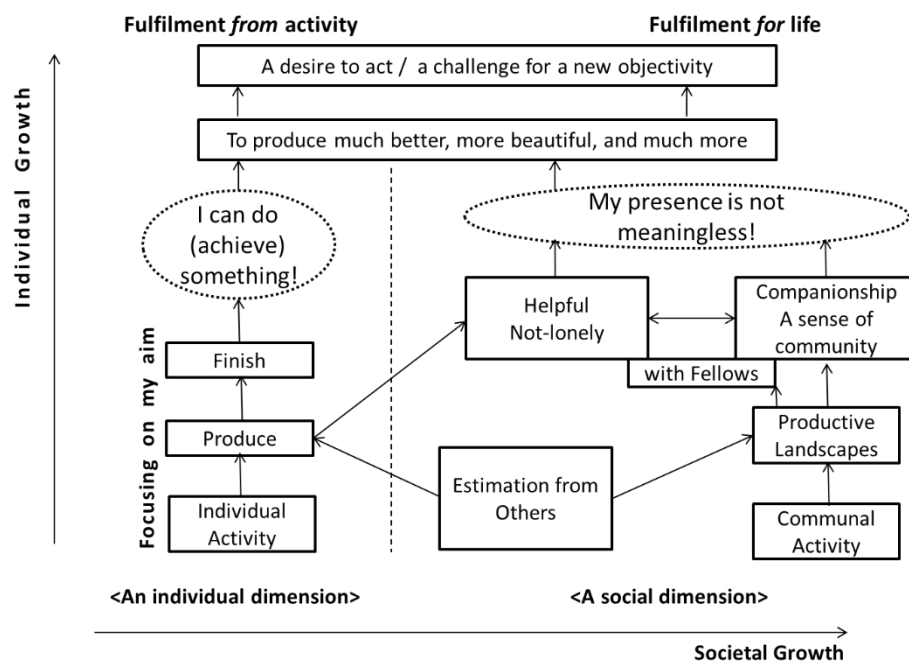 Fulfilment from activity
Fulfilment for life
A desire to act / a challenge for a new objectivity
To produce much better, more beautiful, and much more
I can do
(achieve)
something!
My presence is not
meaningless!
Helpful
Not-lonely
Companionship
A sense of
community
with Fellows
Finish
Produce
Individual
Activity
Estimation from
Others
Productive
Landscapes
Communal
Activity
Focusing on my aim
Individual Growth
<An individual dimension>
<A social dimension>
Societal Growth